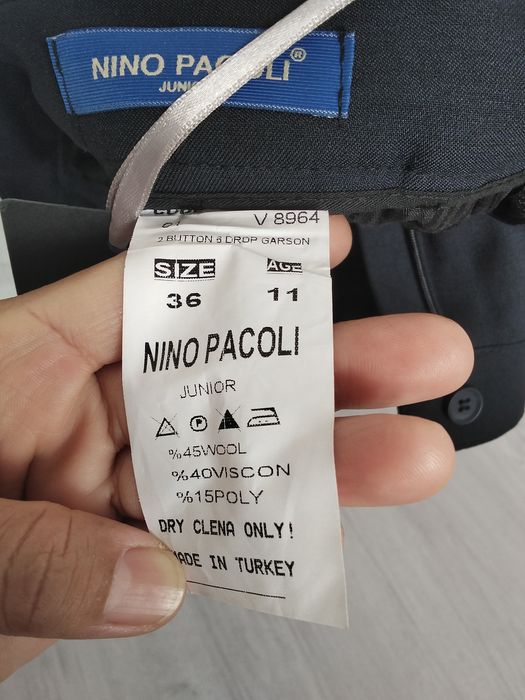 NINO PACOLI®
JUNIOR
V 8964
2 BUTTON 6 DROP GARSON
SIZE AGE
36 11
NINO PACOLI
JUNIOR
P
%45WOOL
%40VISCON
%15POLY
DRY CLENA ONLY!
MADE IN TURKEY